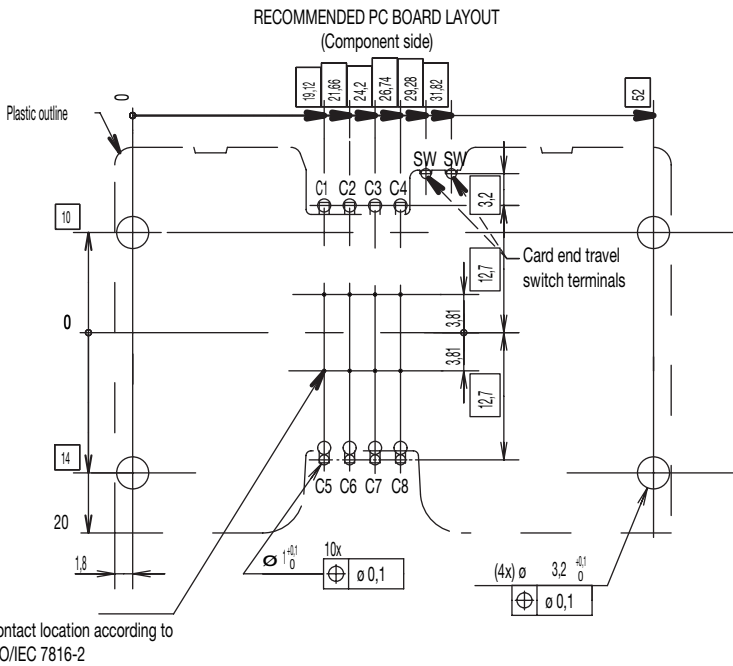 RECOMMENDED PC BOARD LAYOUT
(Component side)
0
19,12
21,66
24,2
26,74
29,28
31,82
52
Plastic outline
SW SW
C1 C2 C3 C4
3,2
10
Card end travel
switch terminals
12,7
0
3,81
3,81
12,7
14
C5 C6 C7 C8
20
1,8
ø 1 +0,1 0
10x
ø 0,1
(4x) ø 3,2 +0,1 0
ø 0,1
ontact location according to
O/IEC 7816-2